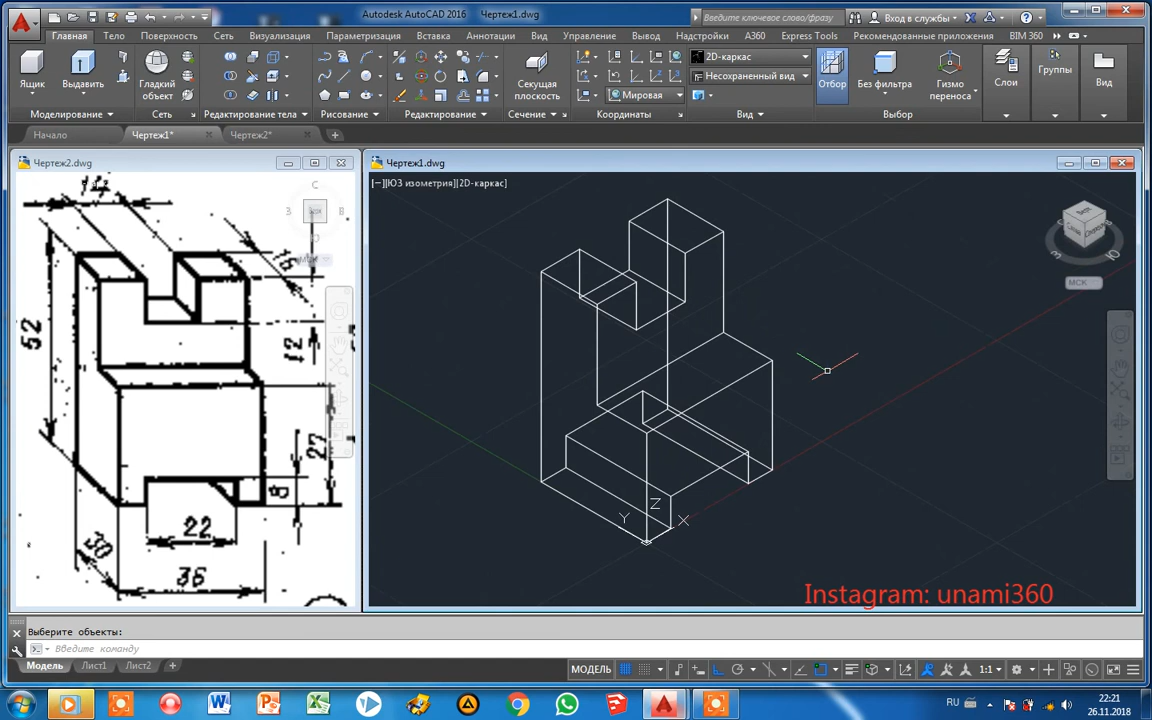 Autodesk AutoCAD 2016 Чертеж1.dwg
Введите ключевое слово/фразу
Вход в службы
Главная Тело Поверхность Сеть Визуализация Параметризация Вставка Аннотации Вид Управление Вывод Надстройки A360 Express Tools Рекомендованные приложения BIM 360
Ящик
Выдавить
Гладкий объект
Секущая плоскость
2D-каркас
Несохраненный вид
Мировая
Отбор
Без фильтра
Гизмо переноса
Слои
Группы
Вид
Моделирование Сеть Редактирование тела Рисование Редактирование Сечение Координаты Вид Выбор
Начало Чертеж1* Чертеж2*
Чертеж2.dwg
Чертеж1.dwg
[−][ЮЗ изометрия][2D-каркас]
14
С
З В
16
МСК
52
12
27
8
22
30
36
З Ю
МСК
Z
Y X
Instagram: unami360
Выберите объекты:
Введите команду
Модель Лист1 Лист2
МОДЕЛЬ
1:1
RU
22:21
26.11.2018